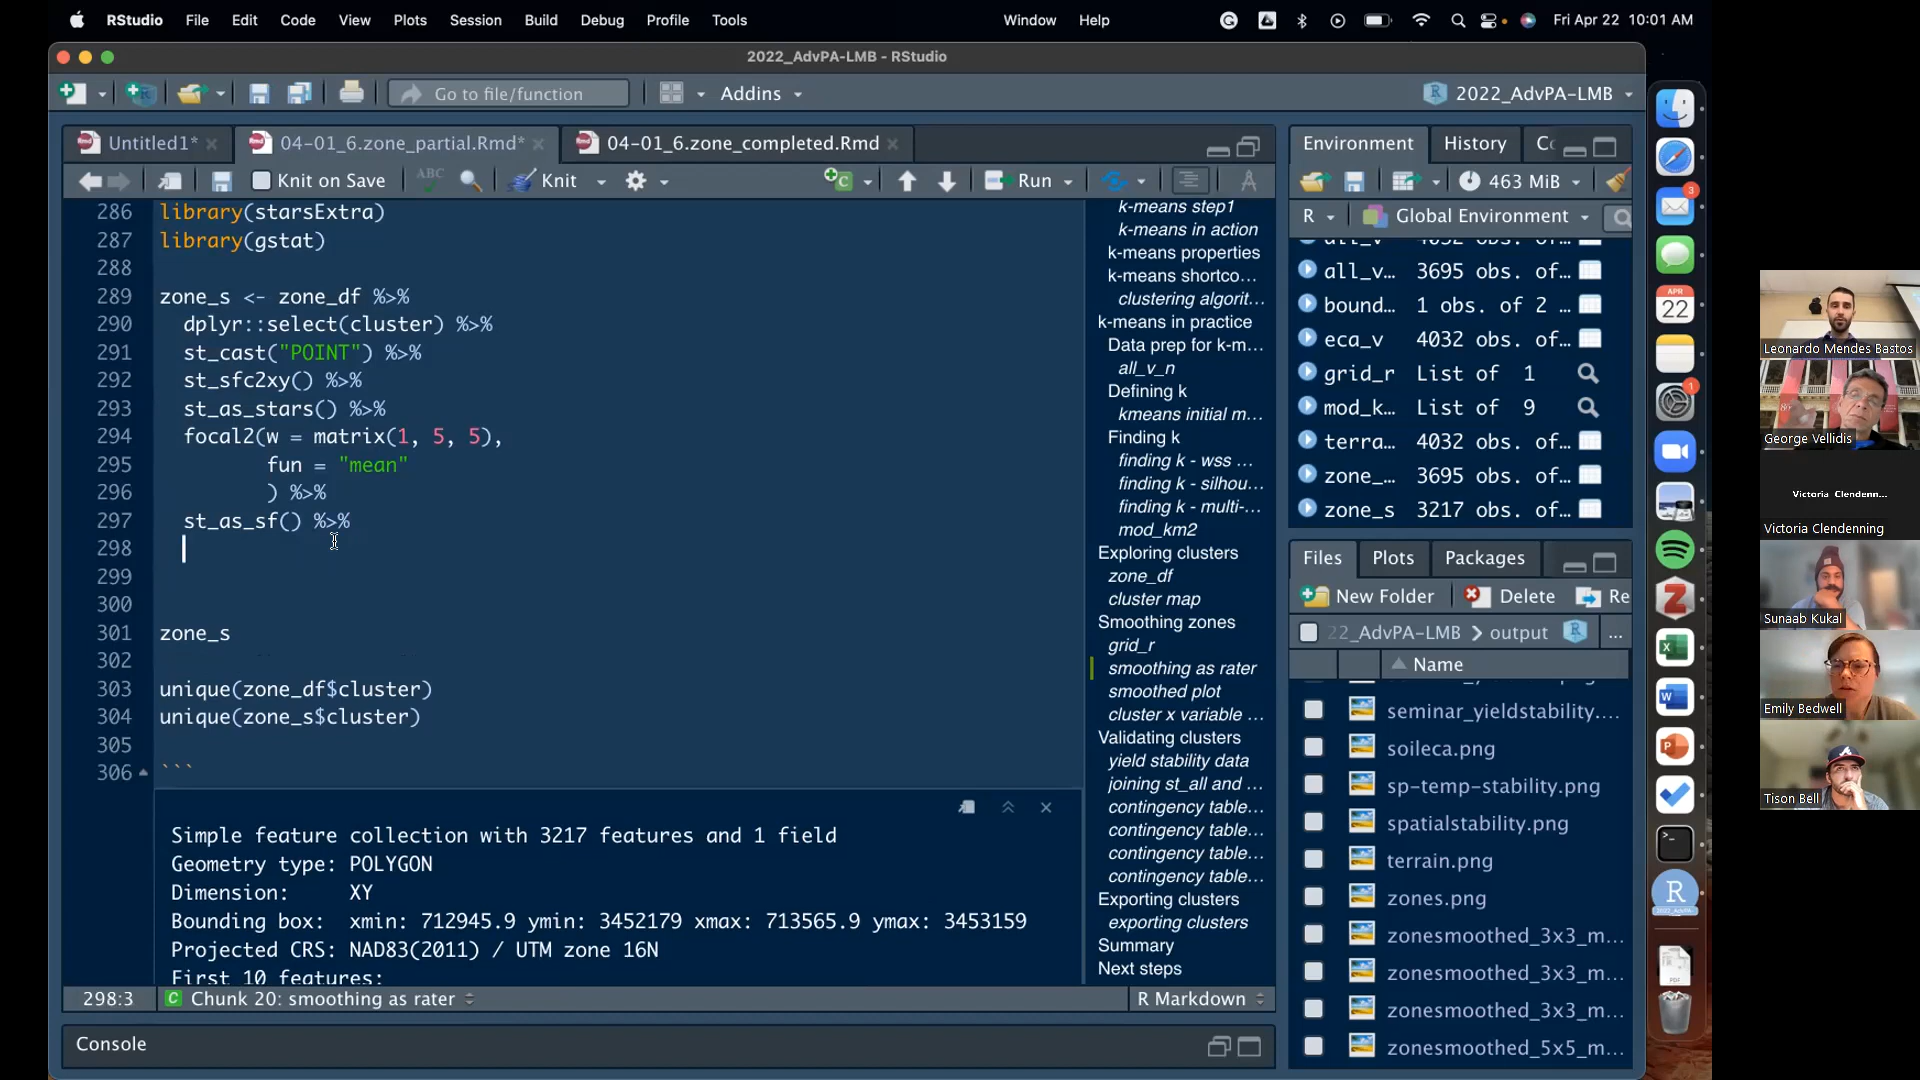 RStudio File Edit Code View Plots Session Build Debug Profile Tools Window Help Fri Apr 22 10:01 AM
2022_AdvPA-LMB - RStudio
Go to file/function Addins 2022_AdvPA-LMB
Untitled1* 04-01_6.zone_partial.Rmd* 04-01_6.zone_completed.Rmd
ABC Knit on Save Knit Run
286 library(starsExtra)
287 library(gstat)
288
289 zone_s <- zone_df %>%
290 dplyr::select(cluster) %>%
291 st_cast("POINT") %>%
292 st_sfc2xy() %>%
293 st_as_stars() %>%
294 focal2(w = matrix(1, 5, 5),
295 fun = "mean"
296 ) %>%
297 st_as_sf() %>%
298
299
300
301 zone_s
302
303 unique(zone_df$cluster)
304 unique(zone_s$cluster)
305
306 ```
Simple feature collection with 3217 features and 1 field
Geometry type: POLYGON
Dimension: XY
Bounding box: xmin: 712945.9 ymin: 3452179 xmax: 713565.9 ymax: 3453159
Projected CRS: NAD83(2011) / UTM zone 16N
First 10 features:
298:3 Chunk 20: smoothing as rater R Markdown
Console
k-means step1
k-means in action
k-means properties
k-means shortco...
clustering algorit...
k-means in practice
Data prep for k-m...
all_v_n
Defining k
kmeans initial m...
Finding k
finding k - wss ...
finding k - silhou...
finding k - multi-...
mod_km2
Exploring clusters
zone_df
cluster map
Smoothing zones
grid_r
smoothing as rater
smoothed plot
cluster x variable ...
Validating clusters
yield stability data
joining st_all and ...
contingency table...
contingency table...
contingency table...
contingency table...
Exporting clusters
exporting clusters
Summary
Next steps
Environment History
463 MiB
R Global Environment
all_v 4032 obs. of...
all_v... 3695 obs. of...
bound... 1 obs. of 2 ...
eca_v 4032 obs. of...
grid_r List of 1
mod_k... List of 9
terra... 4032 obs. of...
zone_... 3695 obs. of...
zone_s 3217 obs. of...
Files Plots Packages
New Folder Delete Re
22_AdvPA-LMB output ...
Name
seminar_yieldstability....
soileca.png
sp-temp-stability.png
spatialstability.png
terrain.png
zones.png
zonesmoothed_3x3_m...
zonesmoothed_3x3_m...
zonesmoothed_3x3_m...
zonesmoothed_5x5_m...
3
APR
22
1
Leonardo Mendes Bastos
George Vellidis
Victoria Clendenn...
Victoria Clendenning
Sunaab Kukal
Emily Bedwell
Tison Bell